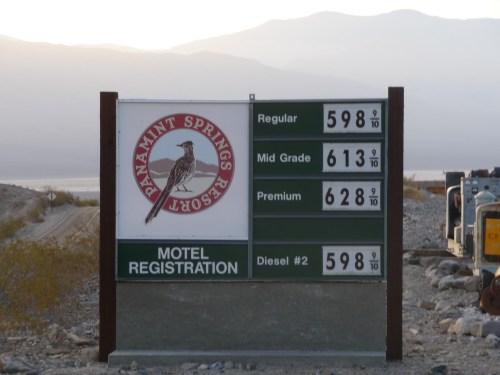 PANAMINT SPRINGS RESORT
MOTEL
REGISTRATION
Regular 598 9/10
Mid Grade 613 9/10
Premium 628 9/10
Diesel #2 598 9/10